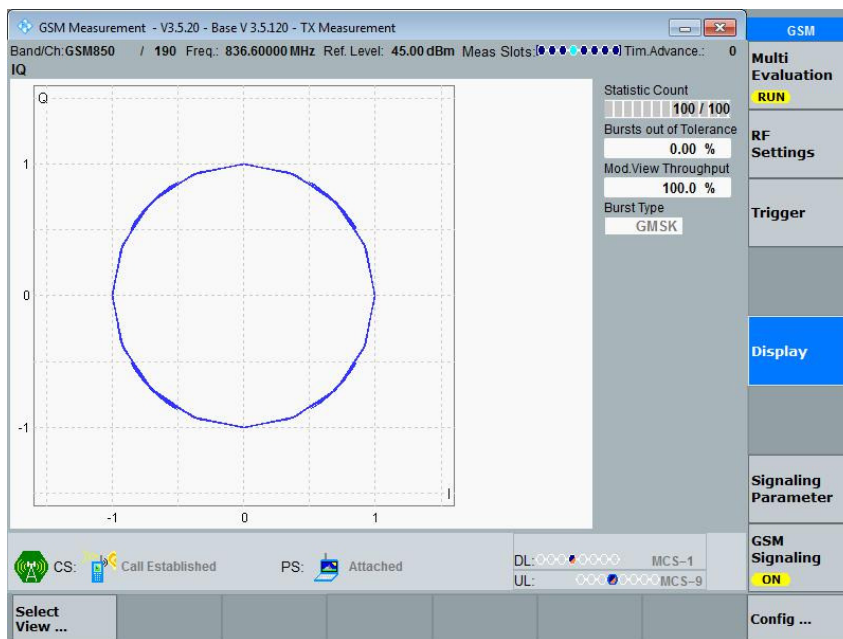 GSM Measurement - V3.5.20 - Base V 3.5.120 - TX Measurement
GSM
Band/Ch:GSM850 / 190 Freq.: 836.60000 MHz Ref. Level: 45.00 dBm Meas Slots: Tim.Advance.: 0
IQ
Multi
Evaluation
RUN
RF
Settings
Trigger
Display
Signaling
Parameter
GSM
Signaling
ON
Config ...
Statistic Count
100 / 100
Bursts out of Tolerance
0.00 %
Mod.View Throughput
100.0 %
Burst Type
GMSK
Q
1
0
-1
I
-1 0 1
CS: Call Established PS: Attached
DL: MCS-1
UL: MCS-9
Select
View ...